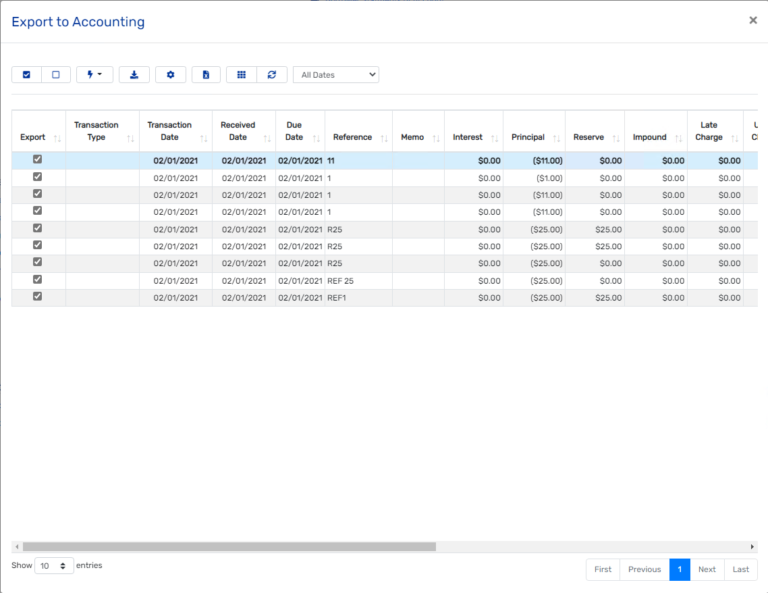 Export to Accounting
×
All Dates
Export Transaction Type Transaction Date Received Date Due Date Reference Memo Interest Principal Reserve Impound Late Charge
02/01/2021 02/01/2021 02/01/2021 11 $0.00 ($11.00) $0.00 $0.00 $0.00
02/01/2021 02/01/2021 02/01/2021 1 $0.00 ($1.00) $0.00 $0.00 $0.00
02/01/2021 02/01/2021 02/01/2021 1 $0.00 ($11.00) $0.00 $0.00 $0.00
02/01/2021 02/01/2021 02/01/2021 1 $0.00 ($11.00) $0.00 $0.00 $0.00
02/01/2021 02/01/2021 02/01/2021 R25 $0.00 ($25.00) $25.00 $0.00 $0.00
02/01/2021 02/01/2021 02/01/2021 R25 $0.00 ($25.00) $0.00 $0.00 $0.00
02/01/2021 02/01/2021 02/01/2021 R25 $0.00 ($25.00) $0.00 $0.00 $0.00
02/01/2021 02/01/2021 02/01/2021 REF 25 $0.00 ($25.00) $0.00 $0.00 $0.00
02/01/2021 02/01/2021 02/01/2021 REF1 $0.00 ($25.00) $25.00 $0.00 $0.00
Show 10 entries
First Previous 1 Next Last